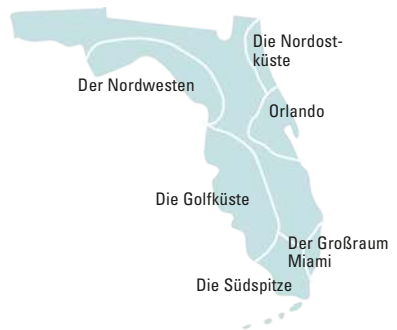 Die Nordost-
küste
Der Nordwesten
Orlando
Die Golfküste
Der Großraum
Miami
Die Südspitze